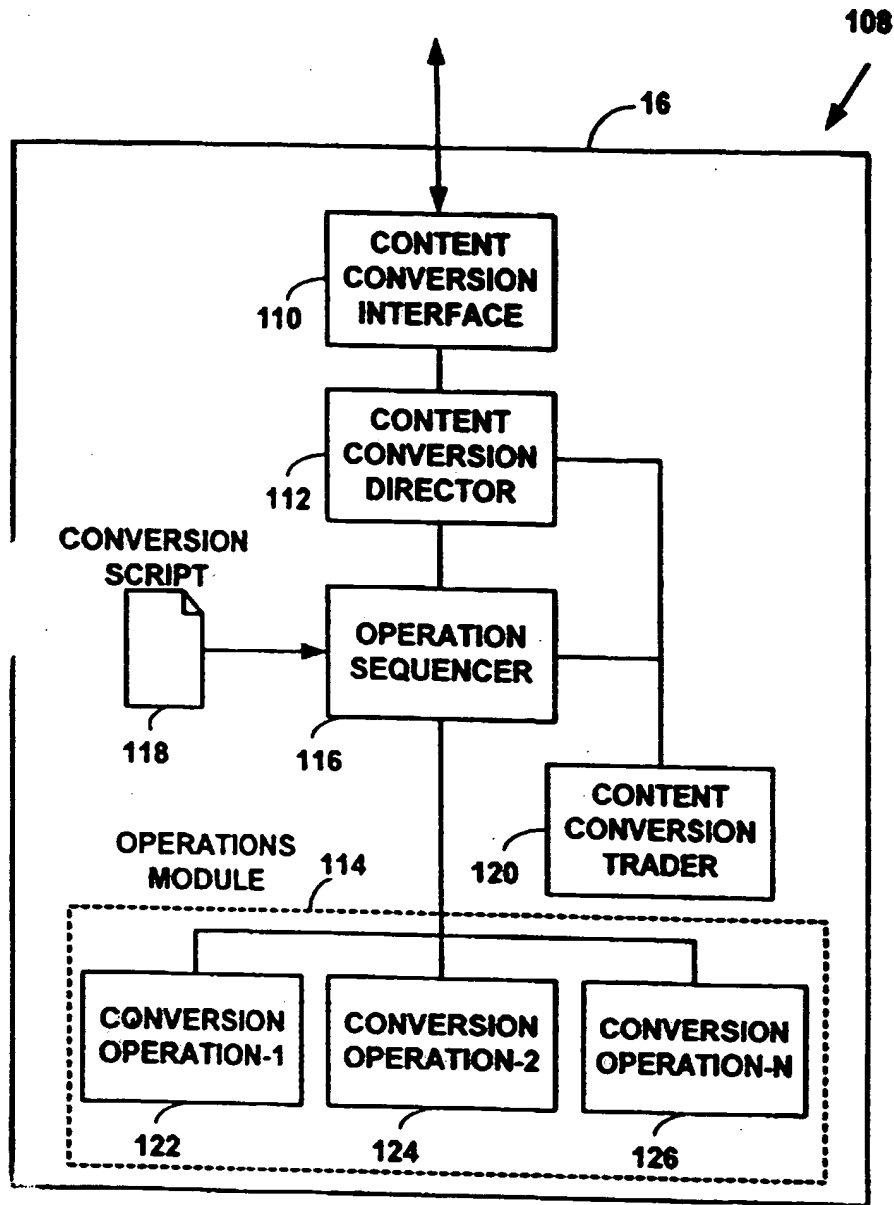 108
16
CONTENT
CONVERSION
INTERFACE
110
CONTENT
CONVERSION
DIRECTOR
112
CONVERSION
SCRIPT
OPERATION
SEQUENCER
118
116
CONTENT
CONVERSION
TRADER
120
OPERATIONS
MODULE
114
CONVERSION
OPERATION-1
CONVERSION
OPERATION-2
CONVERSION
OPERATION-N
122
124
126